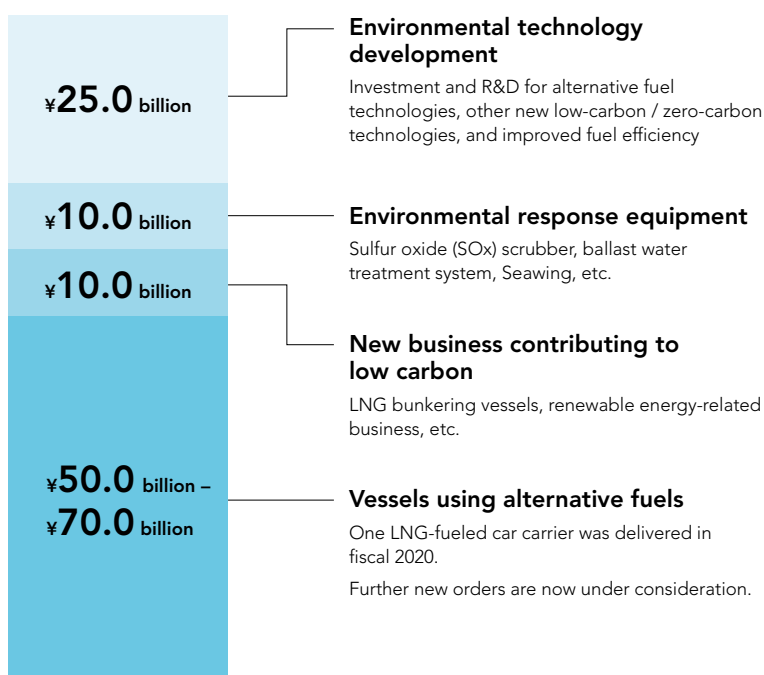 ¥25.0 billion
Environmental technology
development
Investment and R&D for alternative fuel
technologies, other new low-carbon / zero-carbon
technologies, and improved fuel efficiency
¥10.0 billion
Environmental response equipment
Sulfur oxide (SOx) scrubber, ballast water
treatment system, Seawing, etc.
¥10.0 billion
New business contributing to
low carbon
LNG bunkering vessels, renewable energy-related
business, etc.
¥50.0 billion –
¥70.0 billion
Vessels using alternative fuels
One LNG-fueled car carrier was delivered in
fiscal 2020.
Further new orders are now under consideration.